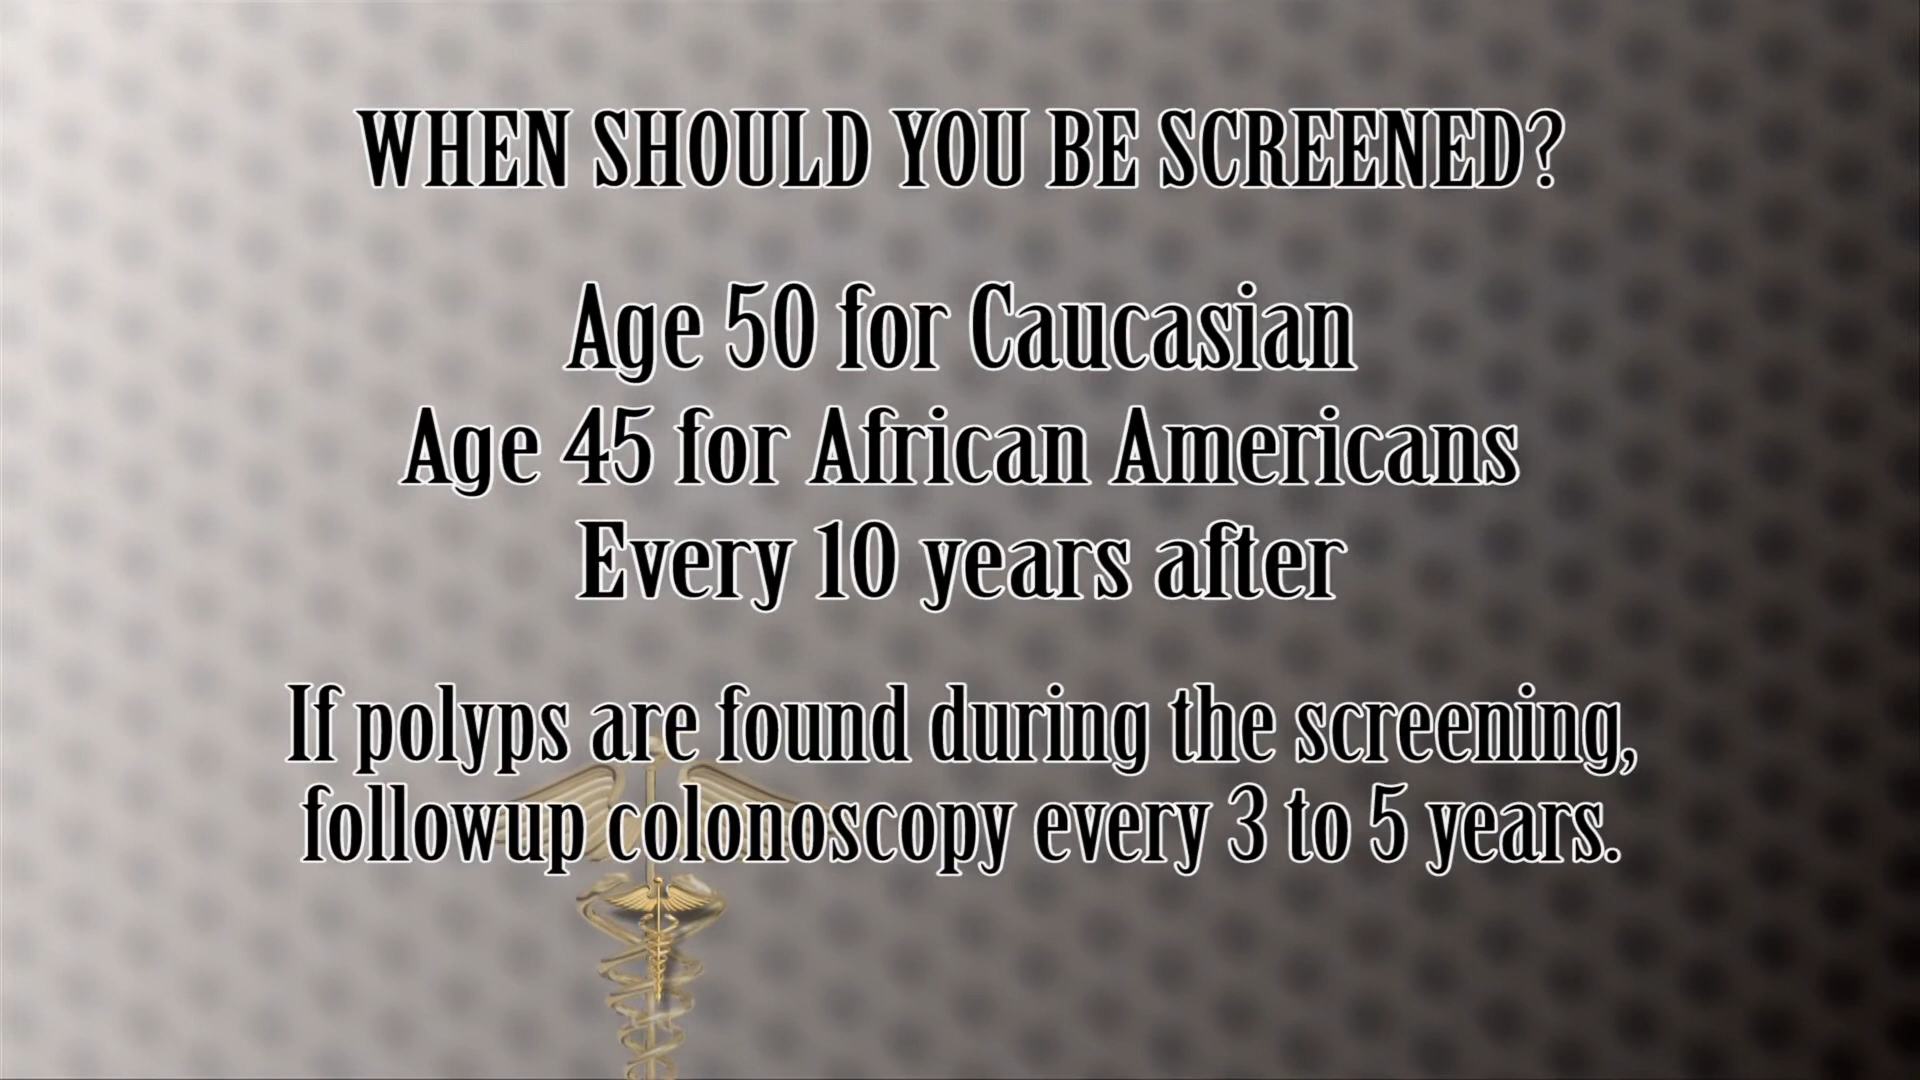 WHEN SHOULD YOU BE SCREENED?
Age 50 for Caucasian
Age 45 for African Americans
Every 10 years after
If polyps are found during the screening,
followup colonoscopy every 3 to 5 years.